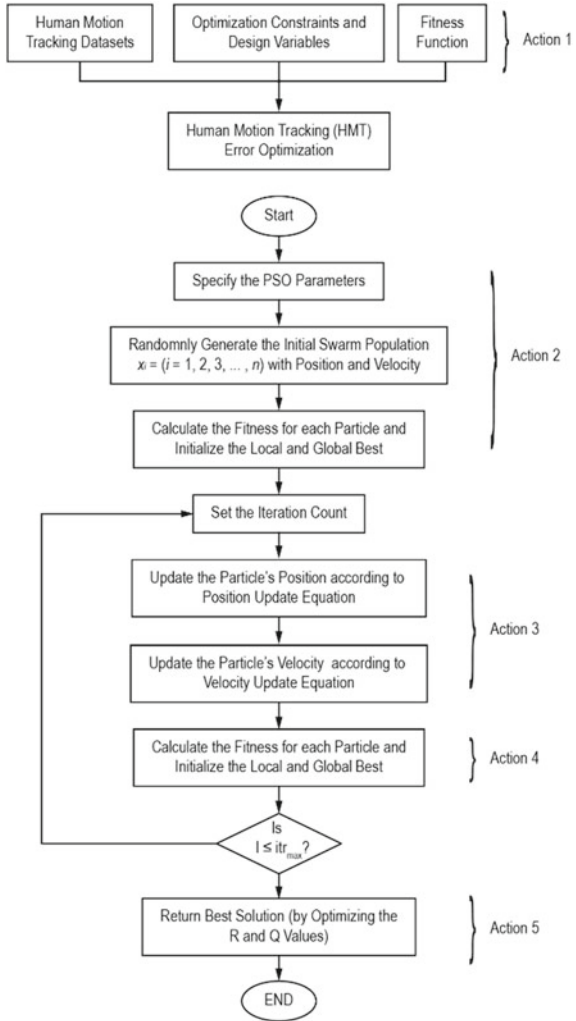 Human Motion
Tracking Datasets
Optimization Constraints and
Design Variables
Fitness
Function
Action 1
Human Motion Tracking (HMT)
Error Optimization
Start
Specify the PSO Parameters
Randomnly Generate the Initial Swarm Population
xi = (i = 1, 2, 3, ... , n) with Position and Velocity
Action 2
Calculate the Fitness for each Particle and
Initialize the Local and Global Best
Set the Iteration Count
Update the Particle's Position according to
Position Update Equation
Action 3
Update the Particle's Velocity according to
Velocity Update Equation
Calculate the Fitness for each Particle and
Initialize the Local and Global Best
Action 4
Is
I ≤ itrmax?
Return Best Solution (by Optimizing the
R and Q Values)
Action 5
END